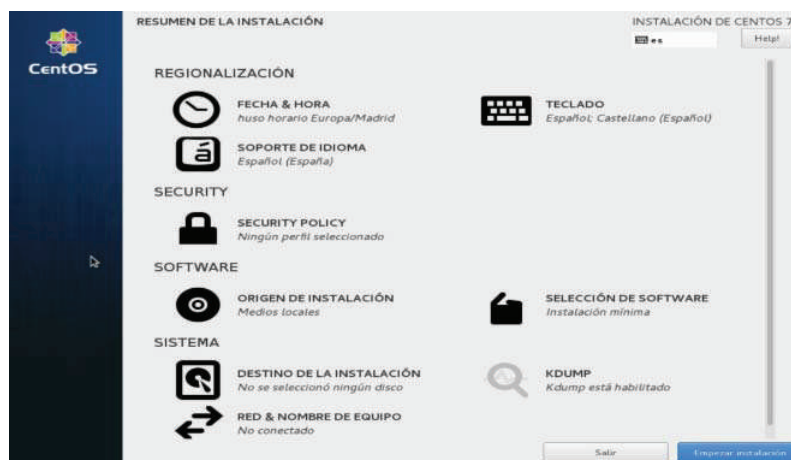 RESUMEN DE LA INSTALACIÓN
INSTALACIÓN DE CENTOS 7
es
Help!
CentOS
REGIONALIZACIÓN
FECHA & HORA
huso horario Europa/Madrid
TECLADO
Español; Castellano (Español)
SOPORTE DE IDIOMA
Español (España)
SECURITY
SECURITY POLICY
Ningún perfil seleccionado
SOFTWARE
ORIGEN DE INSTALACIÓN
Medios locales
SELECCIÓN DE SOFTWARE
Instalación mínima
SISTEMA
DESTINO DE LA INSTALACIÓN
No se seleccionó ningún disco
KDUMP
Kdump está habilitado
RED & NOMBRE DE EQUIPO
No conectado
Salir
Empezar instalación